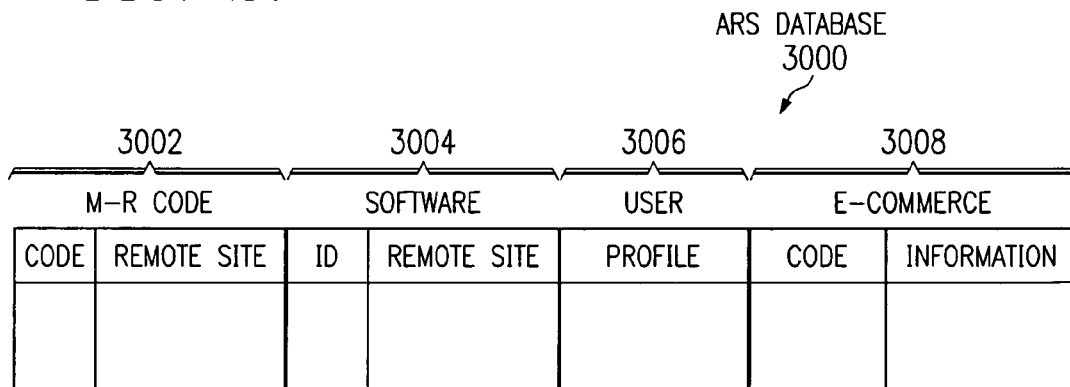 ARS DATABASE
3000
3002 3004 3006 3008
M-R CODE SOFTWARE USER E-COMMERCE
CODE REMOTE SITE ID REMOTE SITE PROFILE CODE INFORMATION